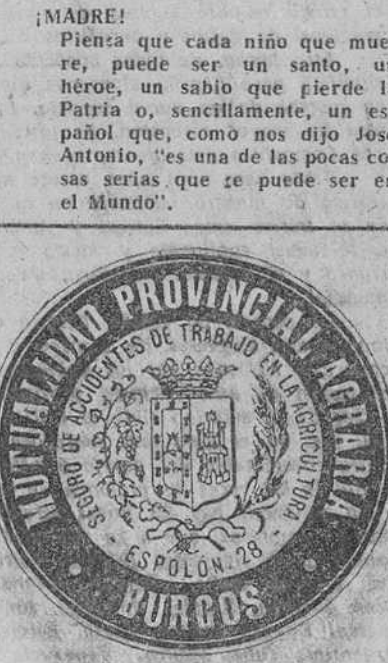 ¡MADRE!
Piensa que cada niño que mue-
re, puede ser un santo, u
héroe, un sabio que pierde l
Patria o, sencillamente, un es
pañol que, como nos dijo José
Antonio, "es una de las pocas co
sas serias que se puede ser e
el Mundo".
MUTUALIDAD PROVINCIAL AGRARIA
SEGURO DE ACCIDENTES DE TRABAJO EN LA AGRICULTURA
- ESPOLON. 28 -
· BURGOS ·